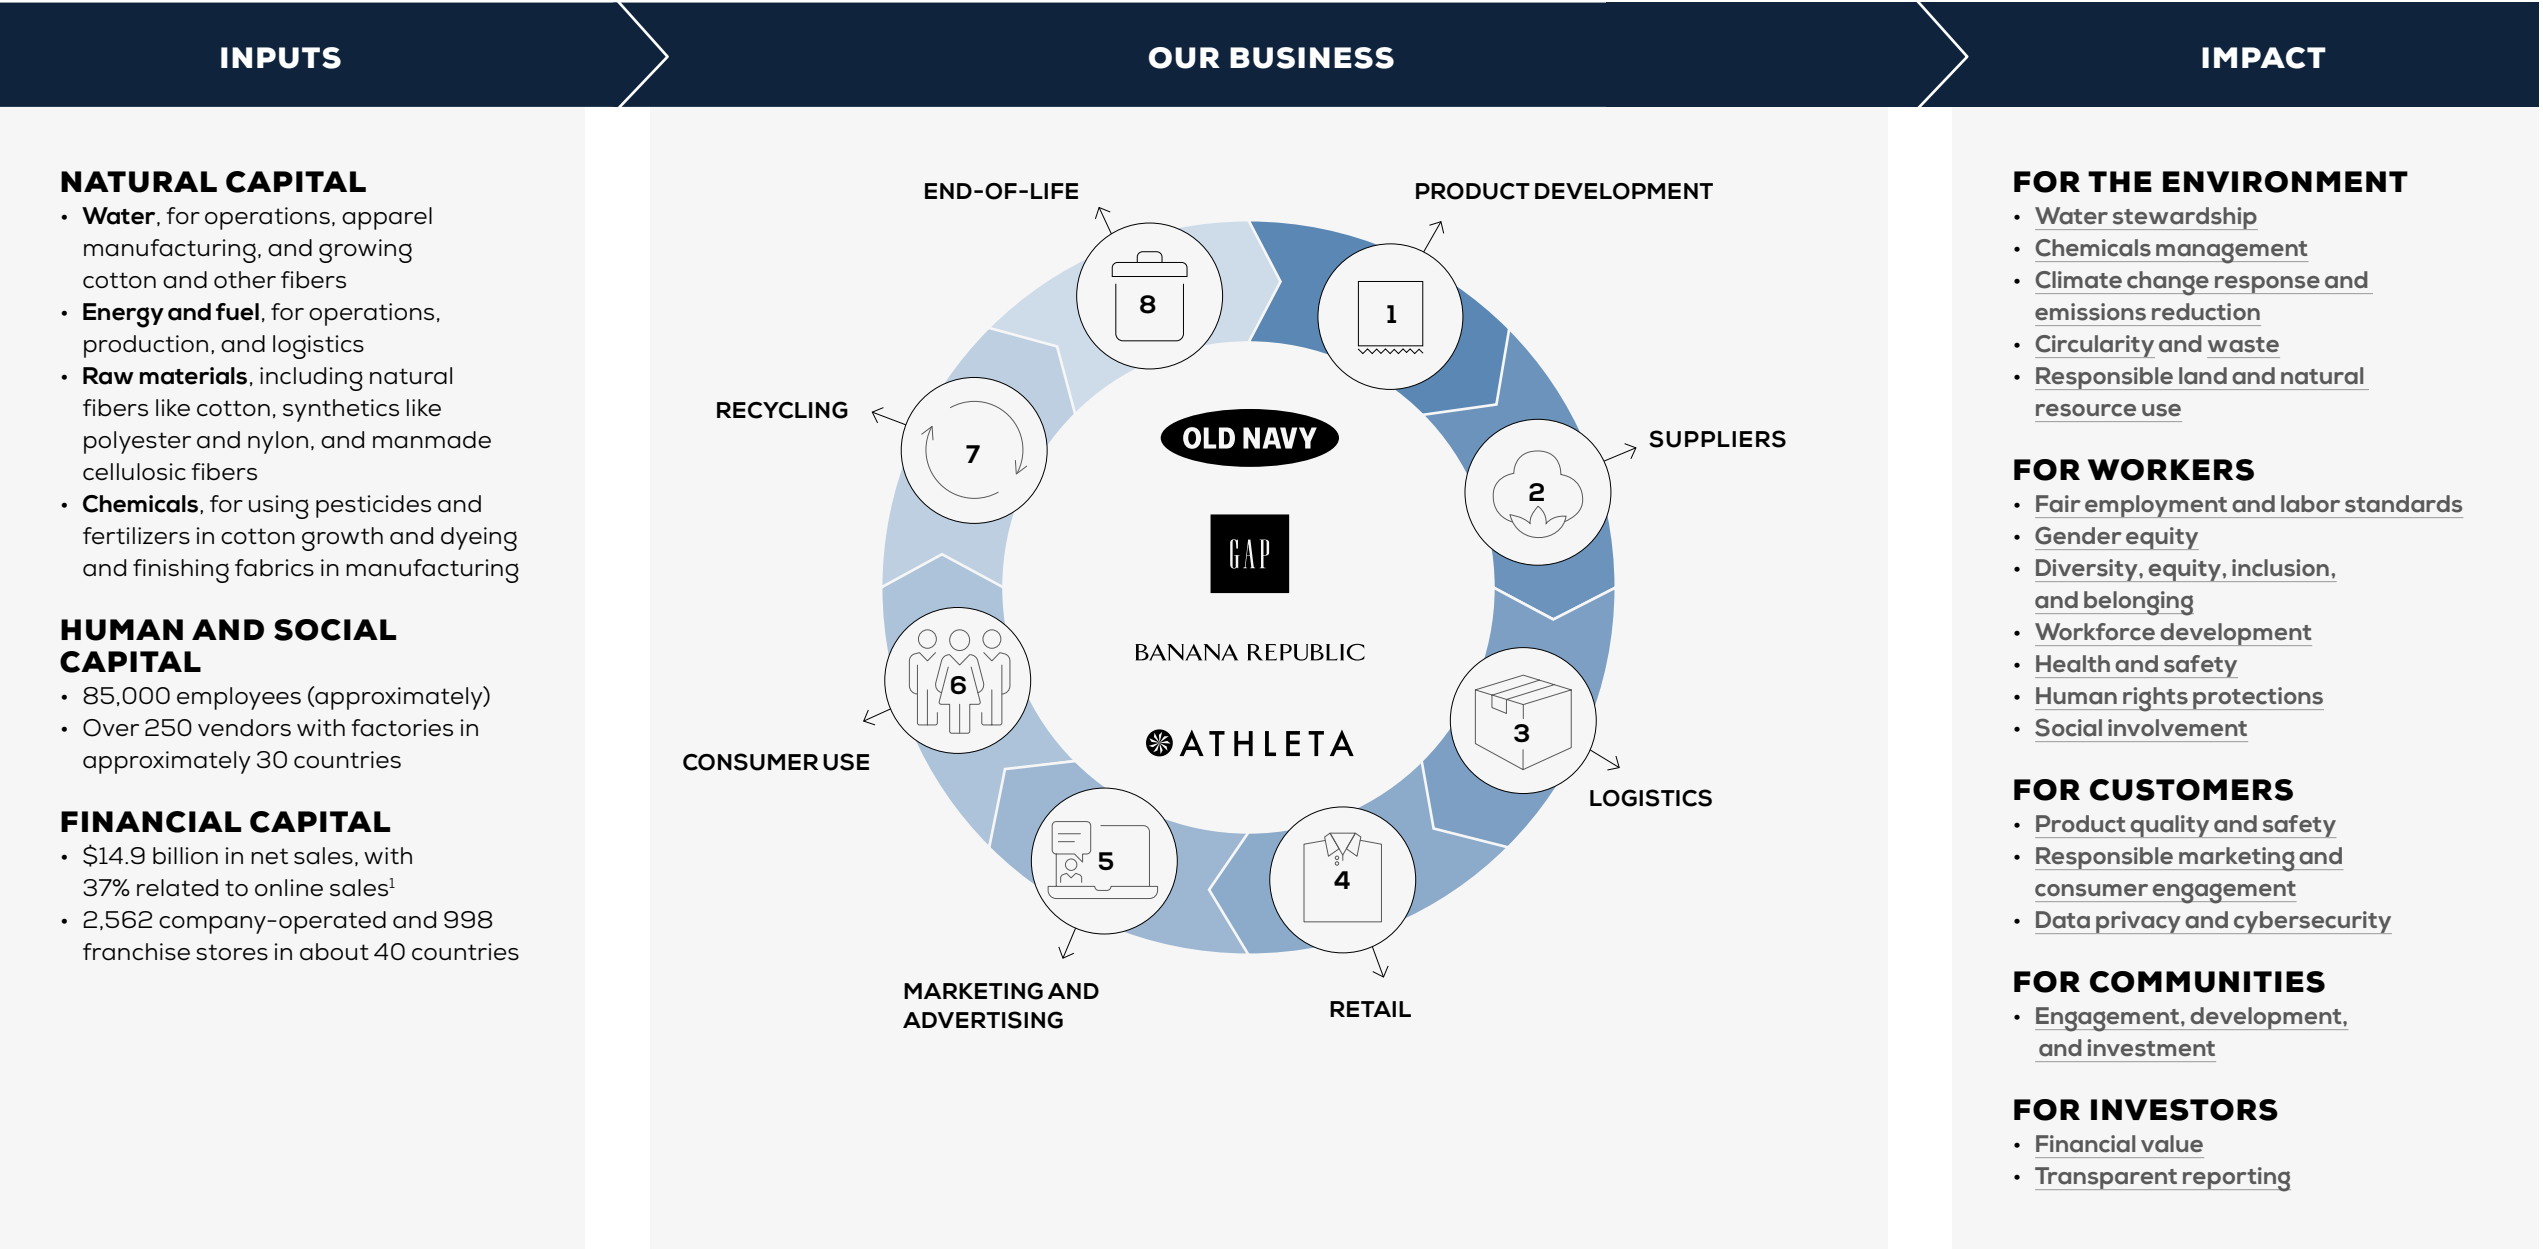 INPUTS
OUR BUSINESS
IMPACT
NATURAL CAPITAL
• Water, for operations, apparel
manufacturing, and growing
cotton and other fibers
• Energy and fuel, for operations,
production, and logistics
• Raw materials, including natural
fibers like cotton, synthetics like
polyester and nylon, and manmade
cellulosic fibers
• Chemicals, for using pesticides and
fertilizers in cotton growth and dyeing
and finishing fabrics in manufacturing
HUMAN AND SOCIAL
CAPITAL
• 85,000 employees (approximately)
• Over 250 vendors with factories in
approximately 30 countries
FINANCIAL CAPITAL
• $14.9 billion in net sales, with
37% related to online sales¹
• 2,562 company-operated and 998
franchise stores in about 40 countries
PRODUCT DEVELOPMENT
1
SUPPLIERS
2
3
LOGISTICS
4
RETAIL
5
MARKETING AND
ADVERTISING
6
CONSUMER USE
RECYCLING
7
END-OF-LIFE
8
OLD NAVY
GAP
BANANA REPUBLIC
ATHLETA
FOR THE ENVIRONMENT
• Water stewardship
• Chemicals management
• Climate change response and
emissions reduction
• Circularity and waste
• Responsible land and natural
resource use
FOR WORKERS
• Fair employment and labor standards
• Gender equity
• Diversity, equity, inclusion,
and belonging
• Workforce development
• Health and safety
• Human rights protections
• Social involvement
FOR CUSTOMERS
• Product quality and safety
• Responsible marketing and
consumer engagement
• Data privacy and cybersecurity
FOR COMMUNITIES
• Engagement, development,
and investment
FOR INVESTORS
• Financial value
• Transparent reporting